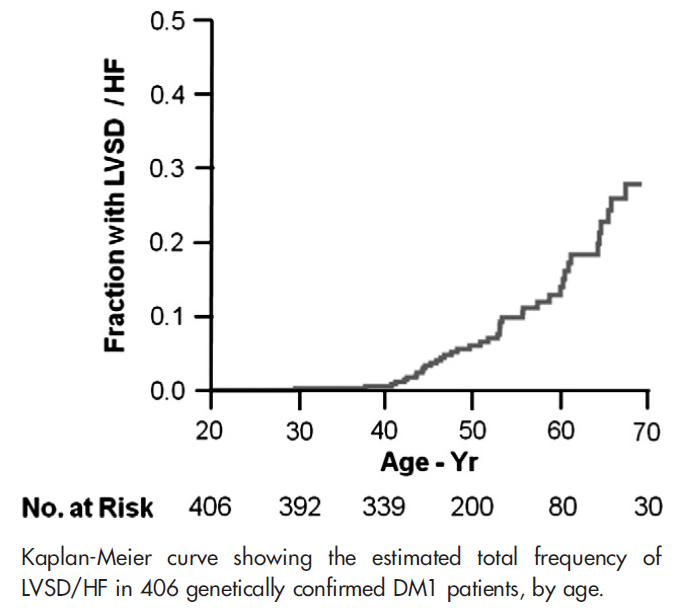 0.5
0.4
0.3
0.2
0.1
0.0
Fraction with LVSD / HF
20 30 40 50 60 70
Age - Yr
No. at Risk 406 392 339 200 80 30
Kaplan-Meier curve showing the estimated total frequency of
LVSD/HF in 406 genetically confirmed DM1 patients, by age.